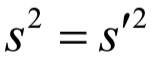 s² = s′²